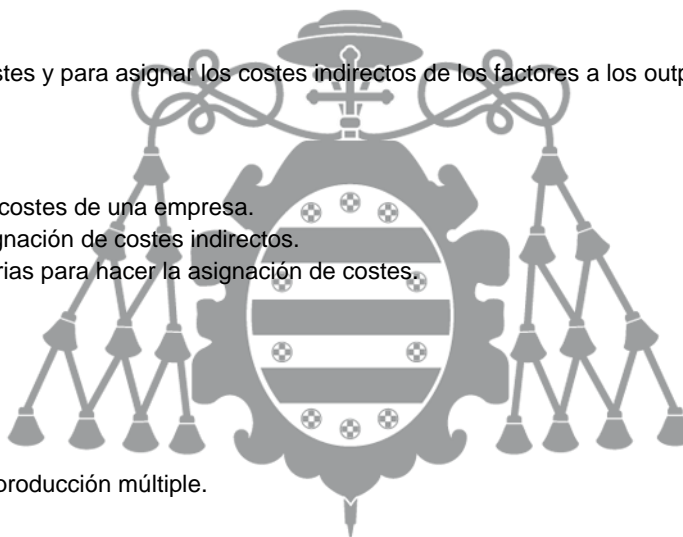 stes y para asignar los costes indirectos de los factores a los outp
costes de una empresa.
gnación de costes indirectos.
rias para hacer la asignación de costes.
producción múltiple.